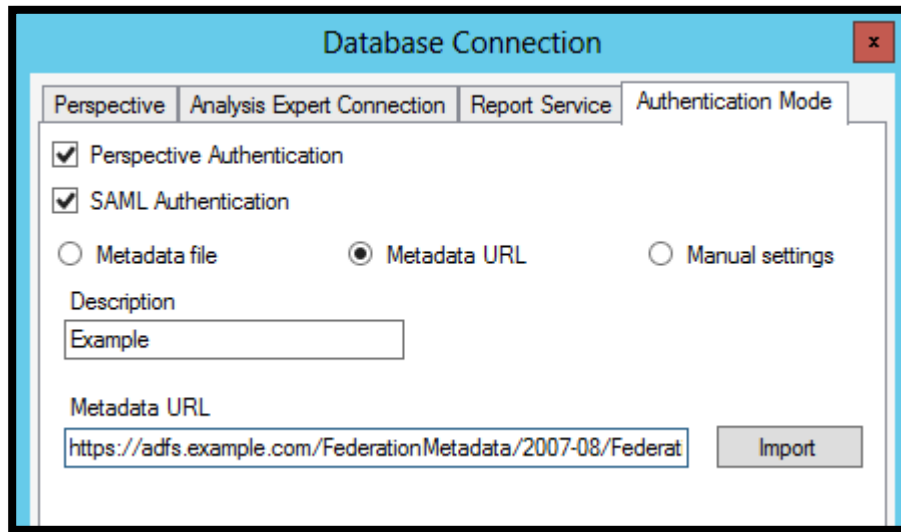 Database Connection
x
Perspective Analysis Expert Connection Report Service Authentication Mode
Perspective Authentication
SAML Authentication
Metadata file Metadata URL Manual settings
Description
Example
Metadata URL
https://adfs.example.com/FederationMetadata/2007-08/Federat Import